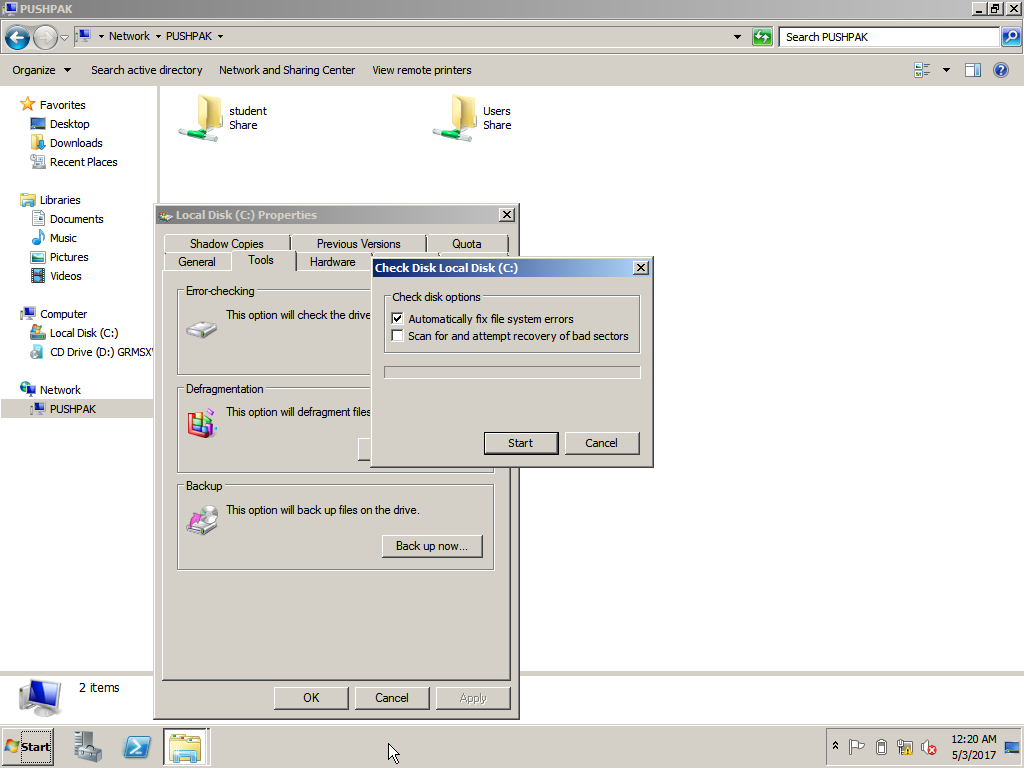 PUSHPAK
Network PUSHPAK
Search PUSHPAK
Organize Search active directory Network and Sharing Center View remote printers
Favorites
Desktop
Downloads
Recent Places
Libraries
Documents
Music
Pictures
Videos
Computer
Local Disk (C:)
CD Drive (D:) GRMSX
Network
PUSHPAK
student
Share
Users
Share
Local Disk (C:) Properties
Shadow Copies Previous Versions Quota
General Tools Hardware
Error-checking
This option will check the drive
Defragmentation
This option will defragment files
Backup
This option will back up files on the drive.
Back up now...
OK Cancel Apply
Check Disk Local Disk (C:)
Check disk options
Automatically fix file system errors
Scan for and attempt recovery of bad sectors
Start Cancel
2 items
Start
12:20 AM
5/3/2017